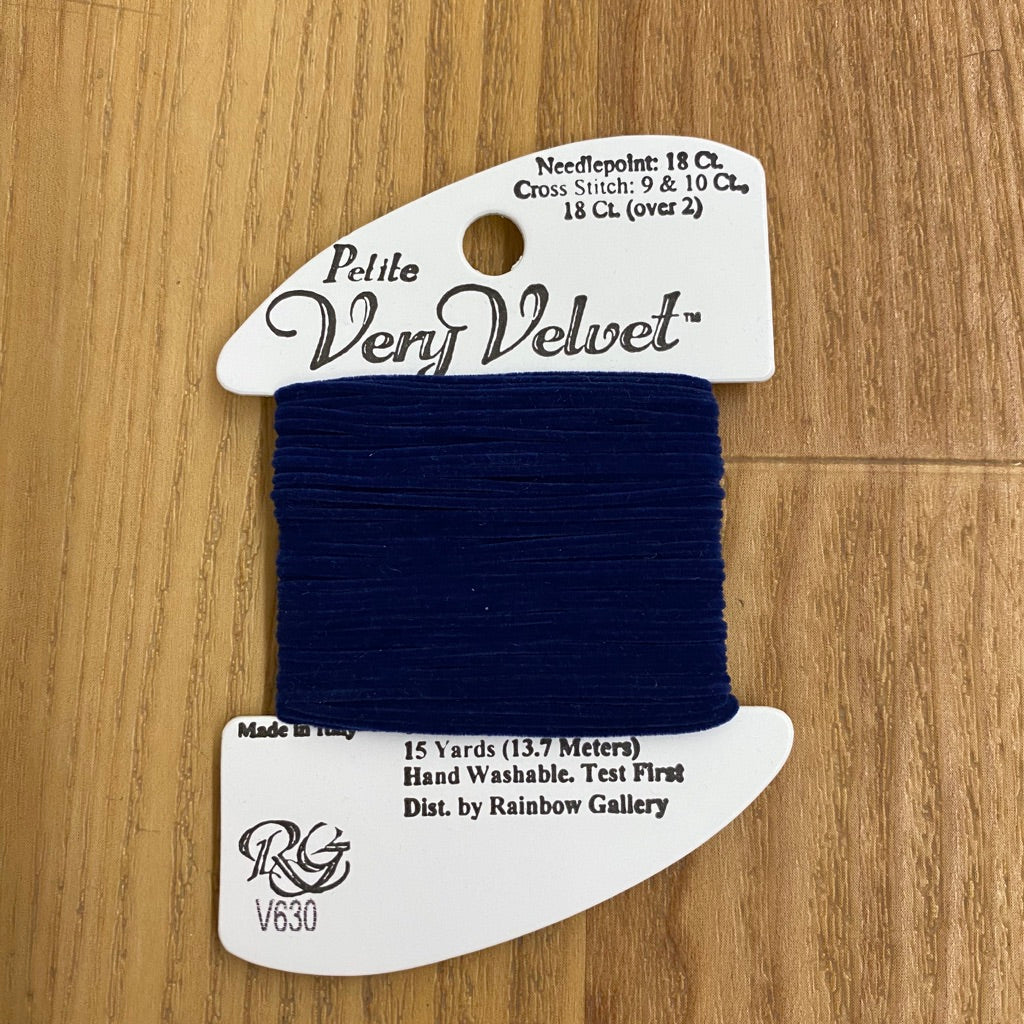 Needlepoint: 18 Ct.
Cross Stitch: 9 & 10 Ct.,
18 Ct. (over 2)
Petite
Very Velvet™
Made in Italy
15 Yards (13.7 Meters)
Hand Washable. Test First
Dist. by Rainbow Gallery
RG
V630